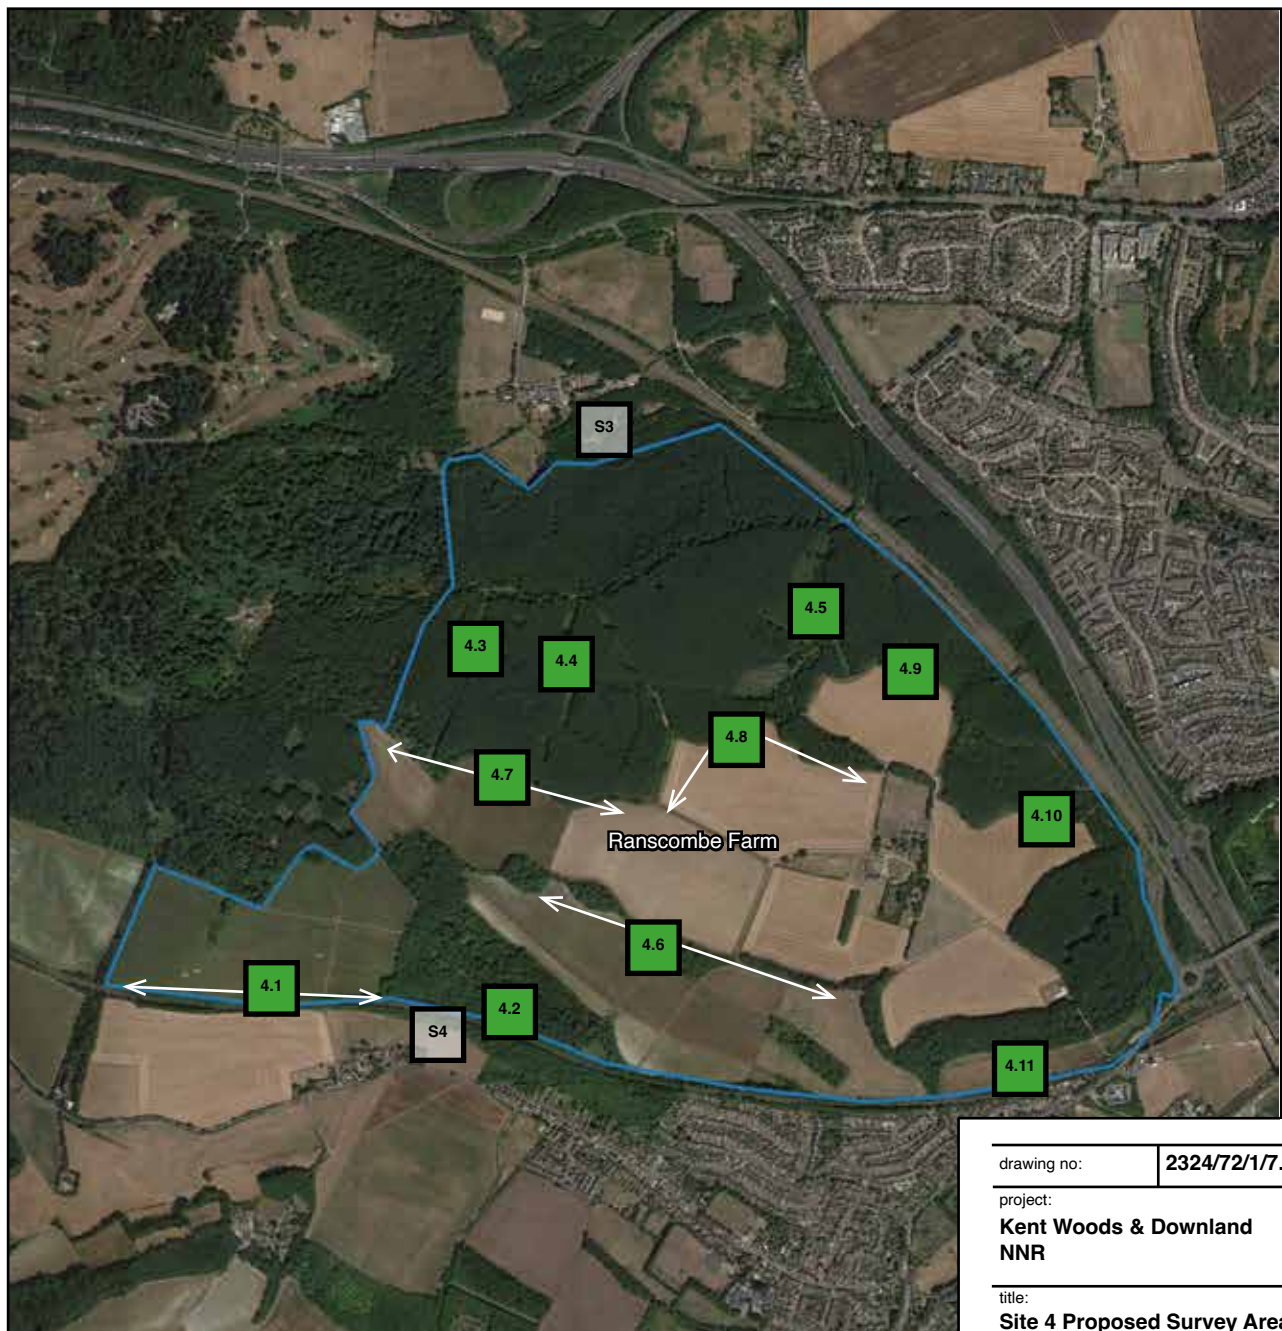 S3
4.5
4.3
4.4
4.9
4.8
4.7
4.10
Ranscombe Farm
4.6
4.1
4.2
S4
4.11
drawing no: 2324/72/1/7.
project:
Kent Woods & Downland
NNR
title:
Site 4 Proposed Survey Area